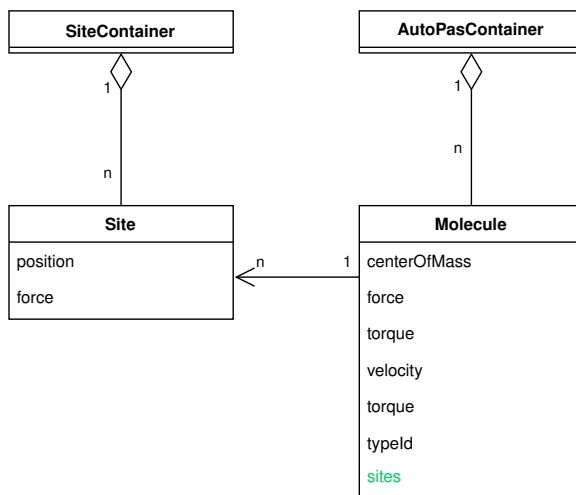 SiteContainer
AutoPasContainer
1
1
n
n
Site
position
force
n
1
Molecule
centerOfMass
force
torque
velocity
torque
typeId
sites